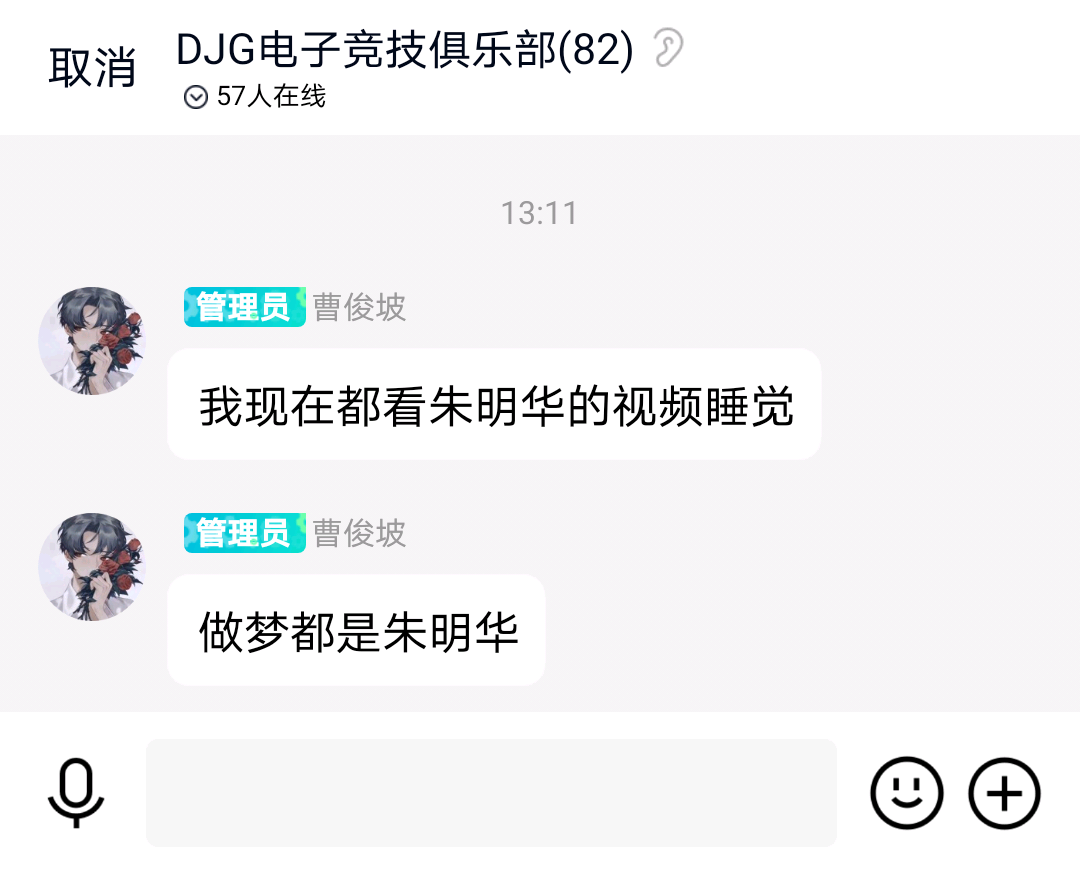 取消
DJG电子竞技俱乐部(82)
57人在线
13:11
管理员 曹俊坡
我现在都看朱明华的视频睡觉
管理员 曹俊坡
做梦都是朱明华